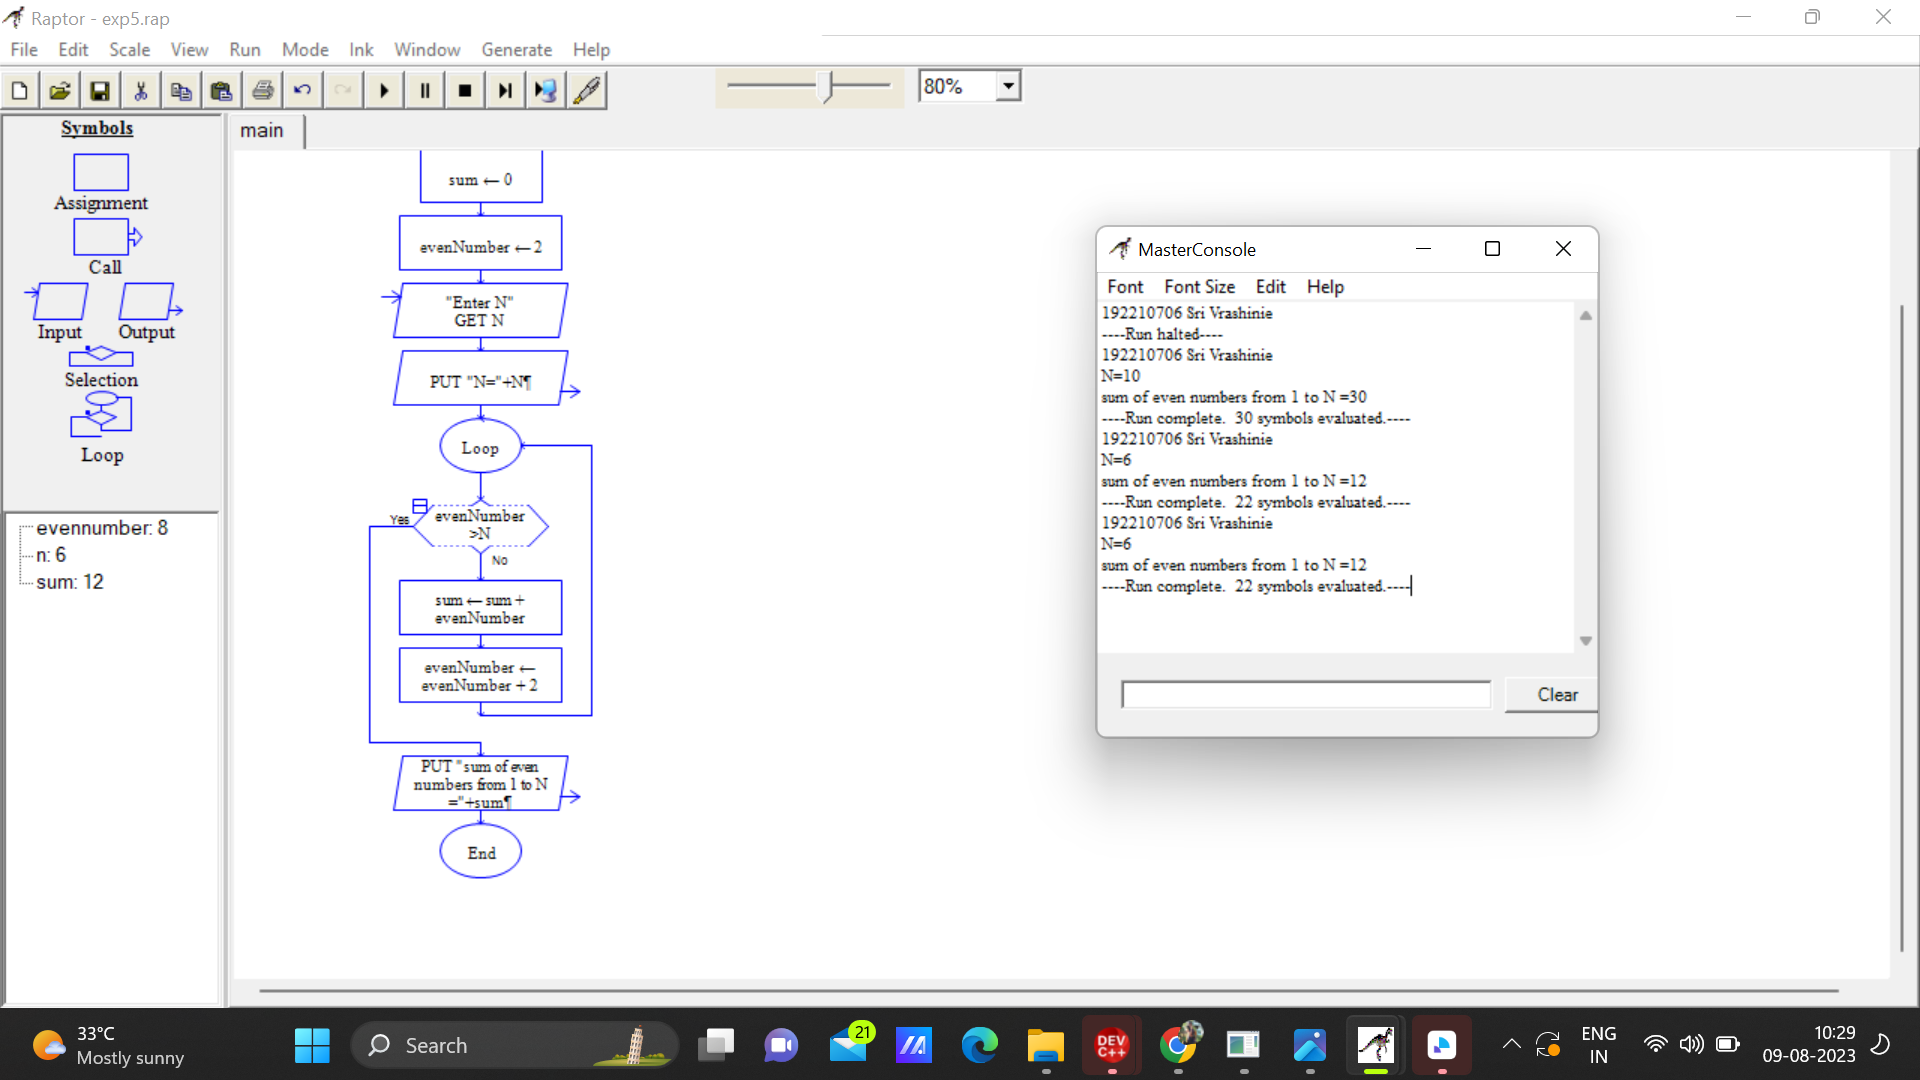 Raptor - exp5.rap
File Edit Scale View Run Mode Ink Window Generate Help
80%
Symbols
Assignment
Call
Input Output
Selection
Loop
evennumber: 8
n: 6
sum: 12
main
sum ← 0
evenNumber ← 2
"Enter N"
GET N
PUT "N="+N¶
Loop
Yes
evenNumber
>N
No
sum ← sum +
evenNumber
evenNumber ←
evenNumber + 2
PUT "sum of even
numbers from 1 to N
="+sum¶
End
MasterConsole
Font Font Size Edit Help
192210706 Sri Vrashinie
----Run halted----
192210706 Sri Vrashinie
N=10
sum of even numbers from 1 to N =30
----Run complete. 30 symbols evaluated.----
192210706 Sri Vrashinie
N=6
sum of even numbers from 1 to N =12
----Run complete. 22 symbols evaluated.----
192210706 Sri Vrashinie
N=6
sum of even numbers from 1 to N =12
----Run complete. 22 symbols evaluated.----
Clear
33°C
Mostly sunny
Search
21
DEV
C++
ENG
IN
10:29
09-08-2023